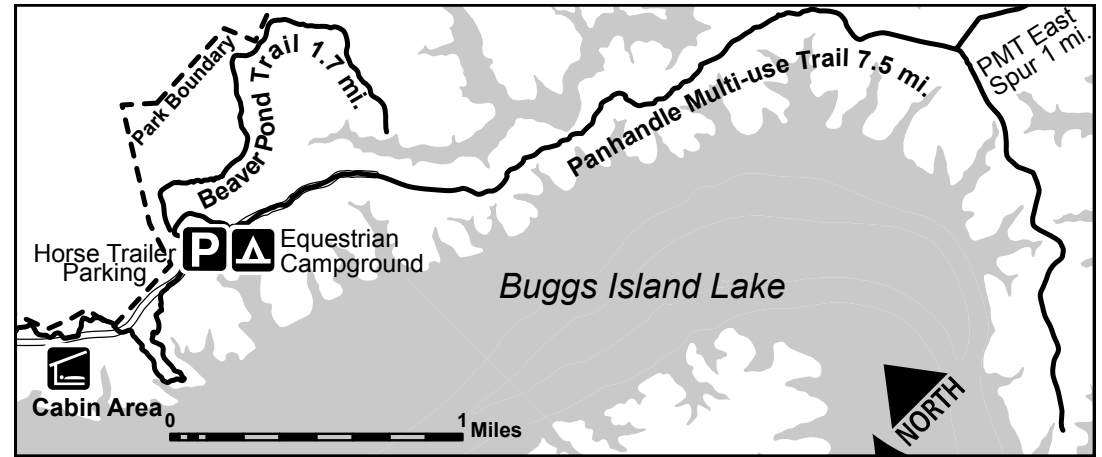 PMT East
Spur 1 mi.
Park Boundary
Beaver Pond Trail 1.7 mi.
Panhandle Multi-use Trail 7.5 mi.
Horse Trailer
Parking
P
Equestrian
Campground
Buggs Island Lake
Cabin Area
0 1 Miles
NORTH